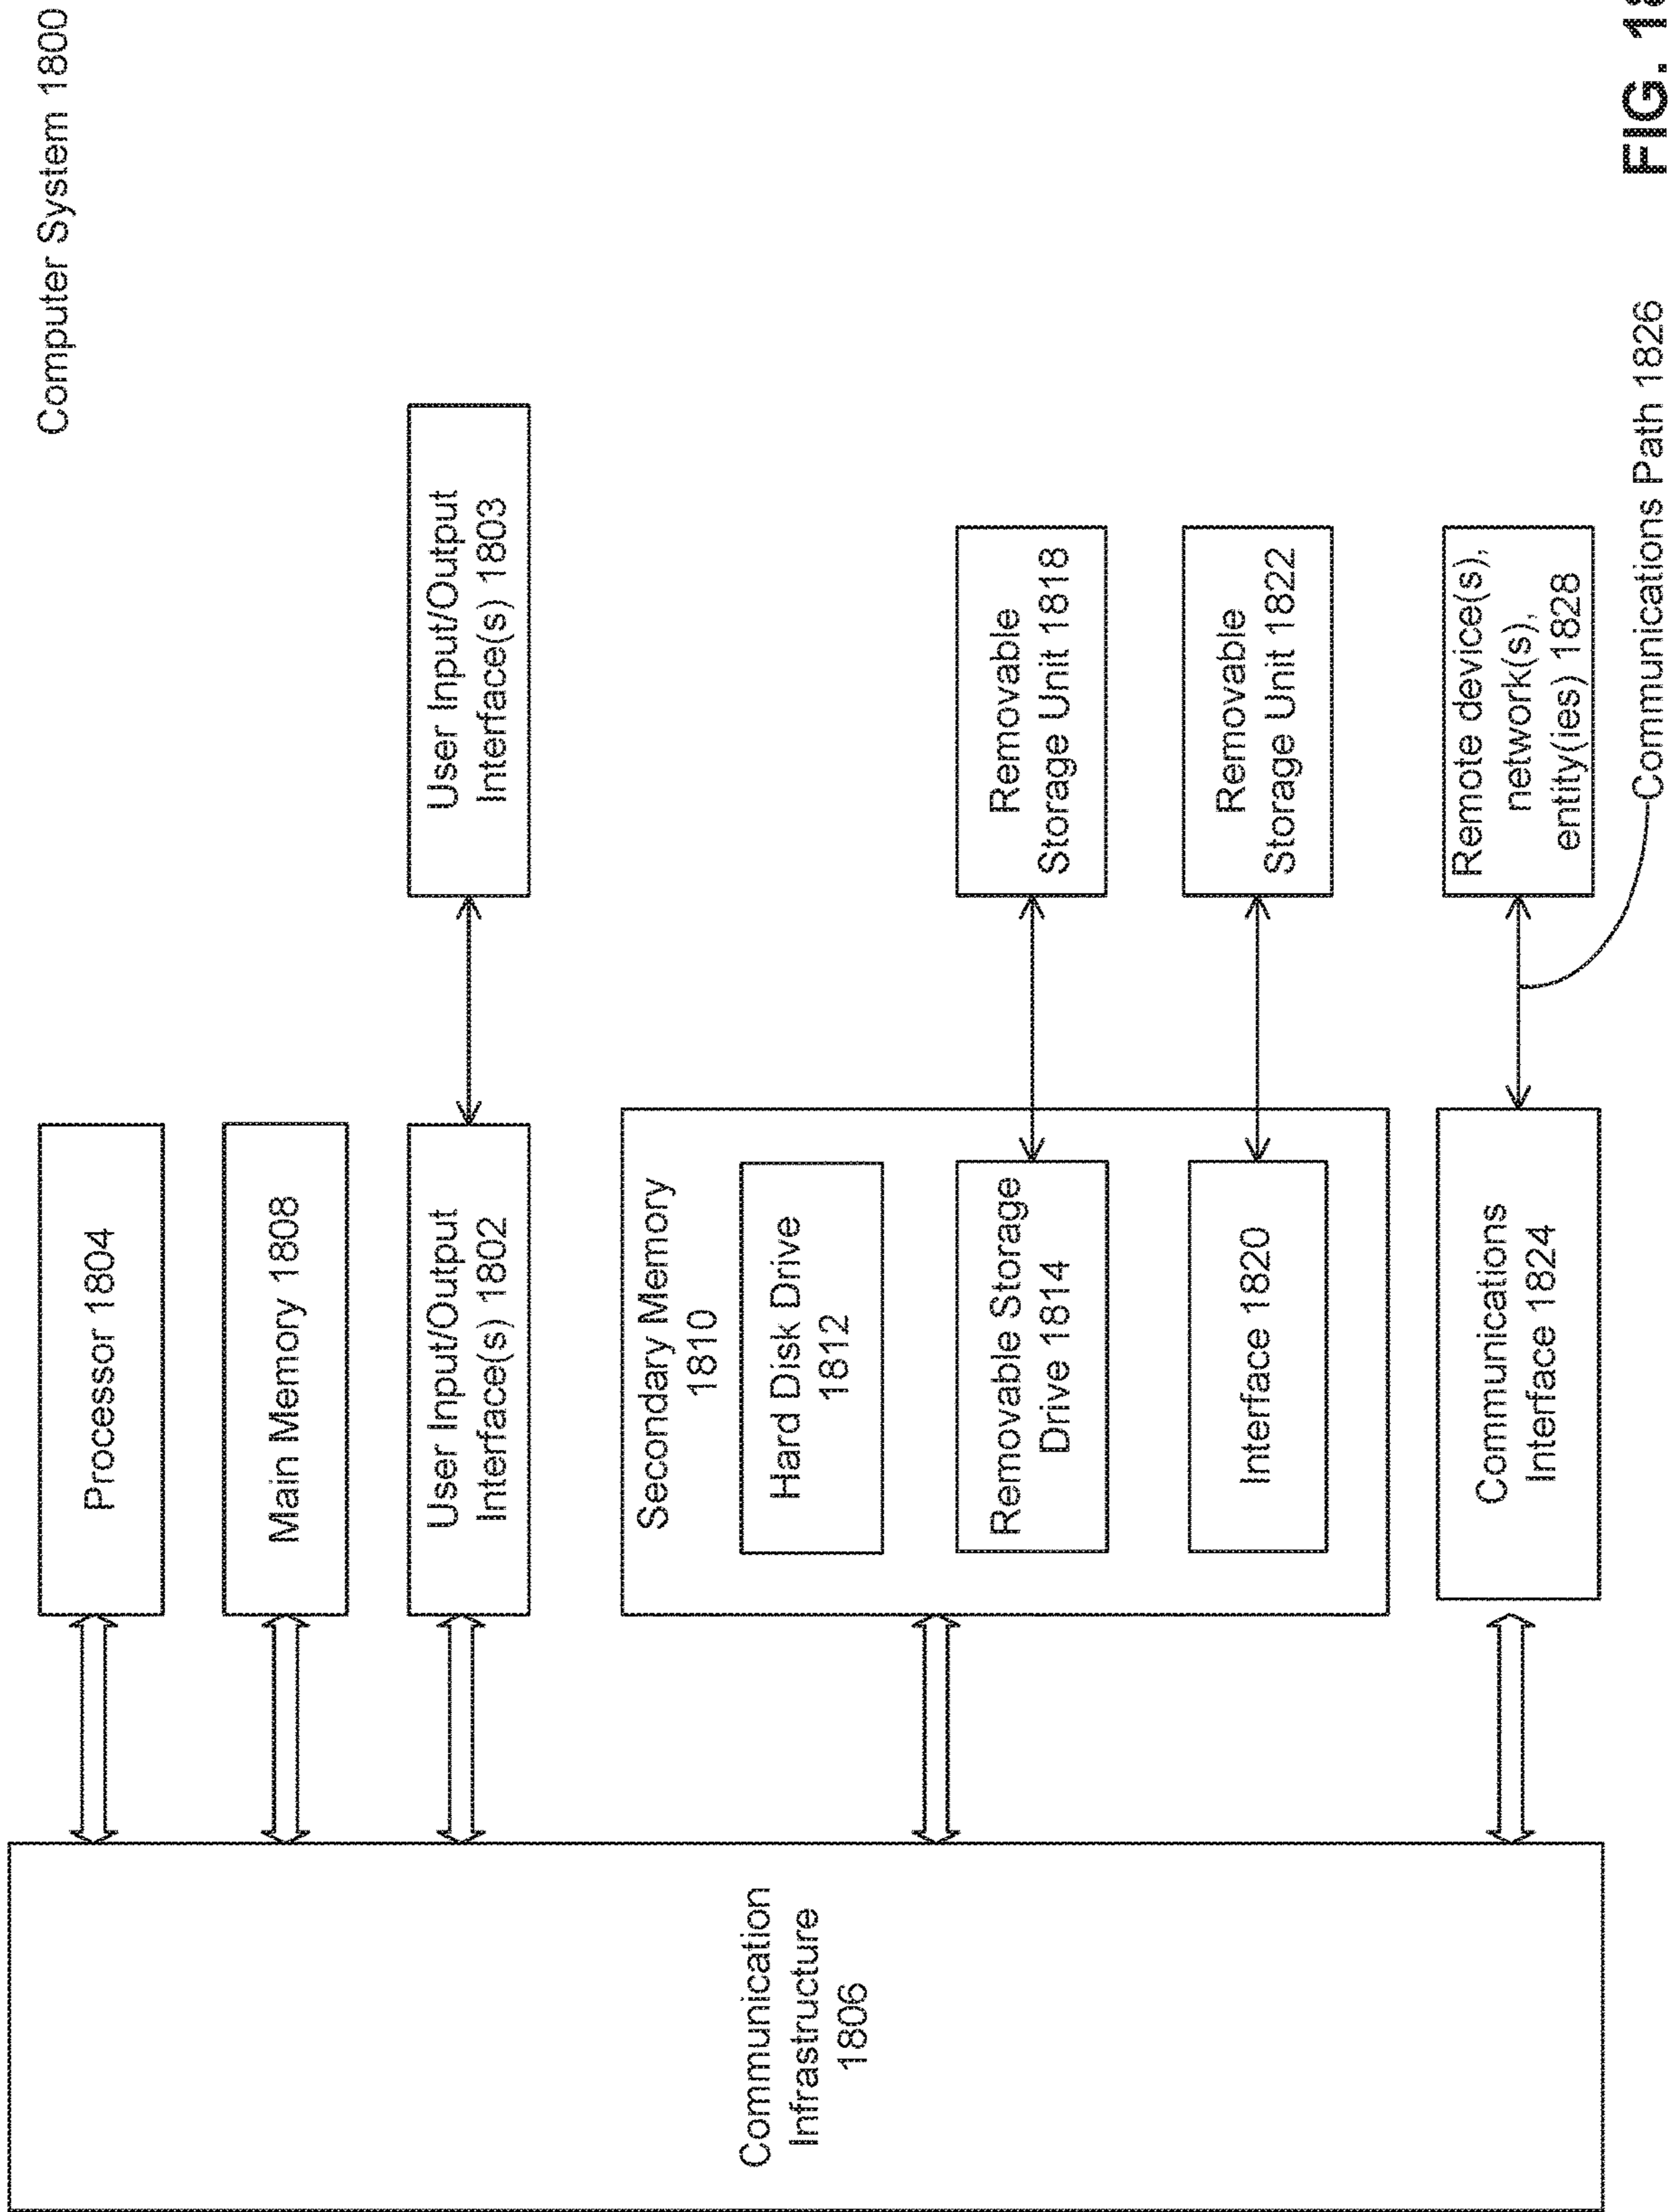 Computer System 1800
Processor 1804
Main Memory 1808
User Input/Output
Interface(s) 1802
User Input/Output
Interface(s) 1803
Communication
Infrastructure
1806
Secondary Memory
1810
Hard Disk Drive
1812
Removable Storage
Drive 1814
Removable
Storage Unit 1818
Interface 1820
Removable
Storage Unit 1822
Communications
Interface 1824
Remote device(s),
network(s),
entity(ies) 1828
Communications Path 1826
FIG. 18